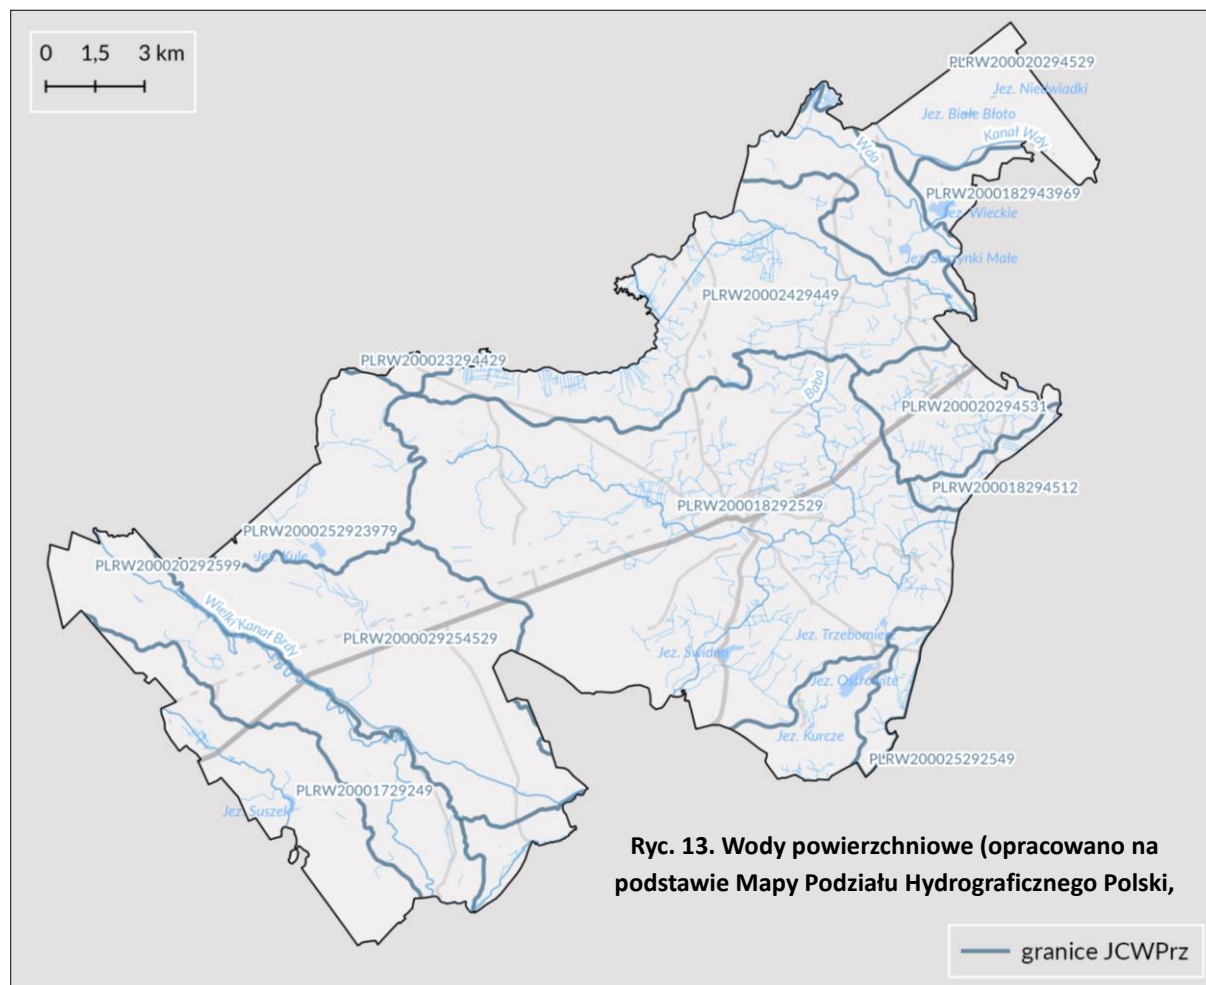 0 1,5 3 km
PLRW200020294529
Jez. Niedwiadki
Jez. Białe Błoto
Kanał Wdy
Wda
PLRW2000182943969
Jez. Wieckie
PLRW20002429449
PLRW200023294429
Bdba
PLRW200020294531
PLRW200018294512
PLRW200018292529
PLRW2000252923979
Jez. Kule
PLRW200020292599
Wielki Kanał Brdy
PLRW2000029254529
Jez. Trzebomierz
Jez. Świdno
Jez. Ostrowite
Jez. Kurcze
PLRW200025292549
PLRW20001729249
Jez. Suszek
Ryc. 13. Wody powierzchniowe (opracowano na
podstawie Mapy Podziału Hydrograficznego Polski,
granice JCWPrz